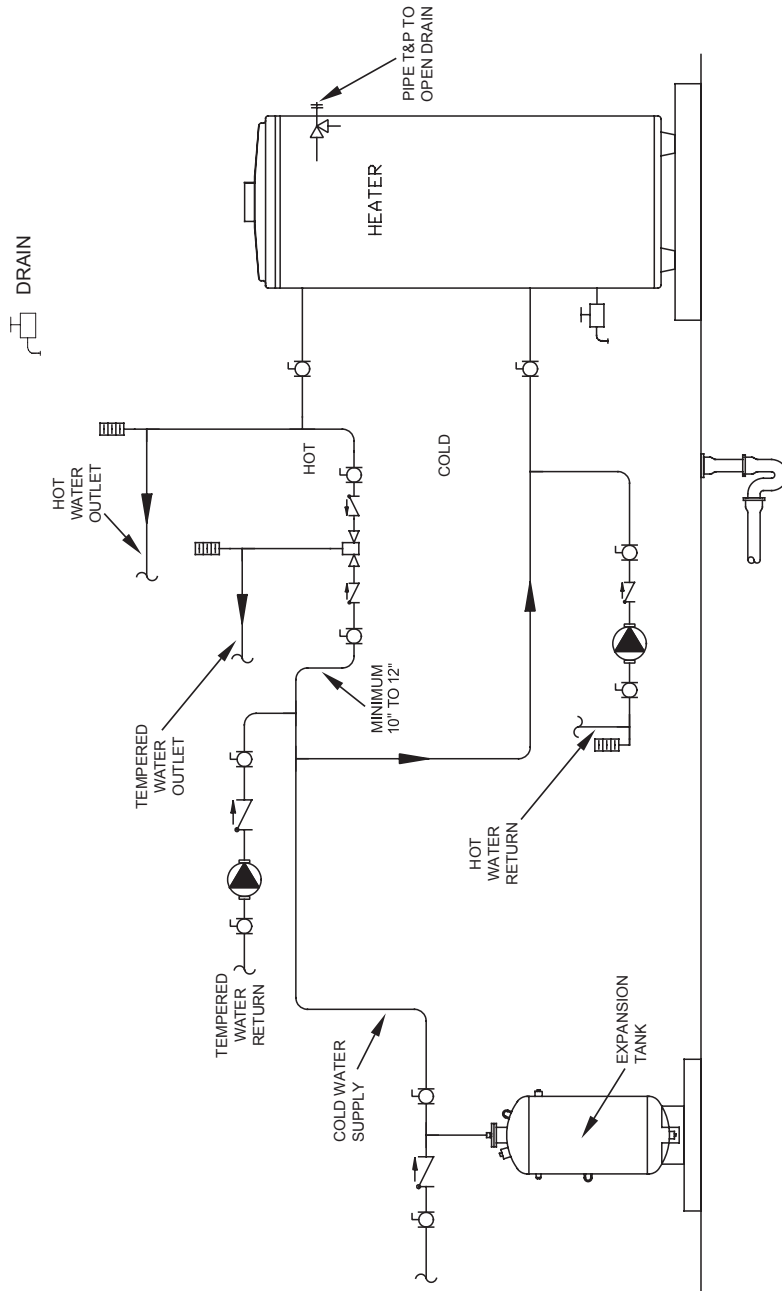 DRAIN
PIPE T&P TO
OPEN DRAIN
HEATER
HOT
WATER
OUTLET
HOT
COLD
TEMPERED
WATER
OUTLET
MINIMUM
10" TO 12"
HOT
WATER
RETURN
TEMPERED
WATER
RETURN
COLD WATER
SUPPLY
EXPANSION
TANK